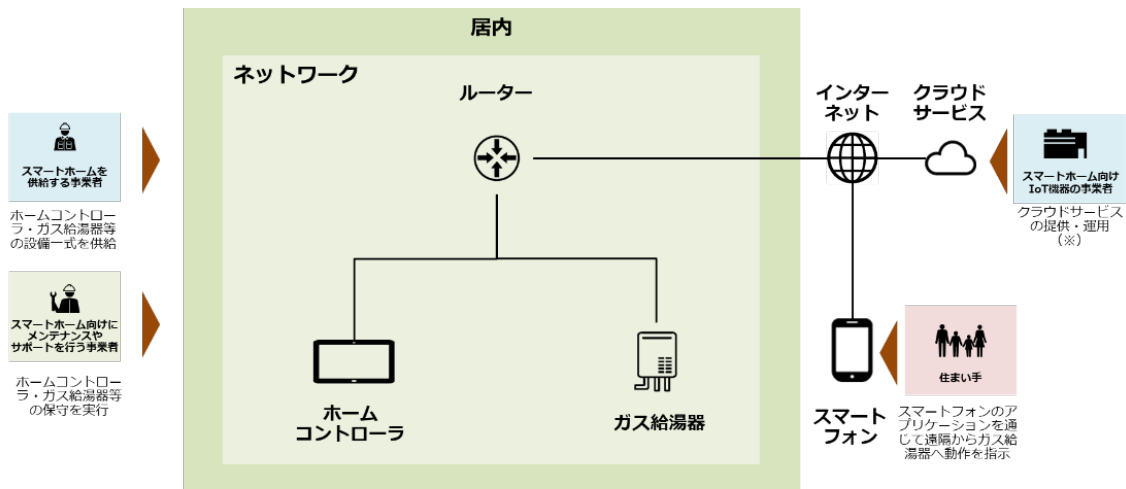 居内
ネットワーク
ルーター
インター
ネット
クラウド
サービス
スマートホームを
供給する事業者
ホームコントロー
ラ・ガス給湯器等
の設備一式を供給
スマートホーム向けに
メンテナンスや
サポートを行う事業者
ホームコントロー
ラ・ガス給湯器等
の保守を実行
ホーム
コントローラ
ガス給湯器
スマート
フォン
スマートホーム向け
IoT機器の事業者
クラウドサービス
の提供・運用
（※）
住まい手
スマートフォンのア
プリケーションを通
じて遠隔からガス給
湯器へ動作を指示